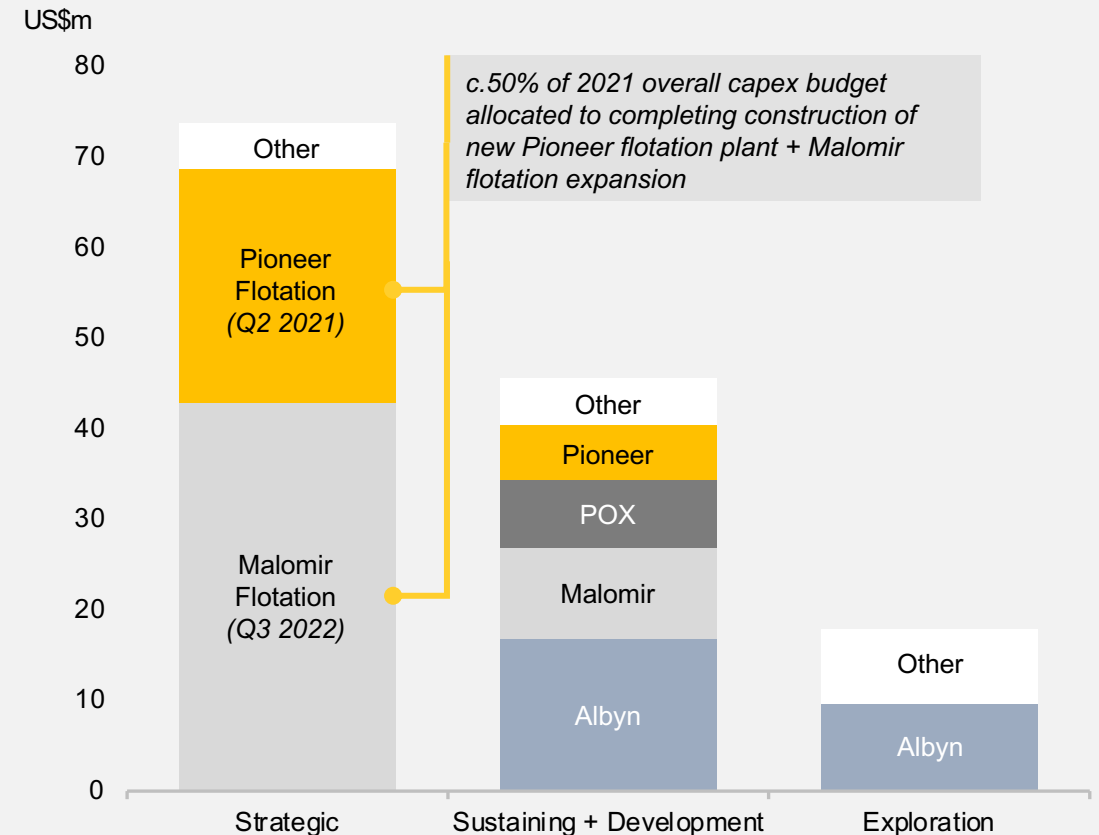 US$m
80
70
60
50
40
30
20
10
0
c.50% of 2021 overall capex budget
allocated to completing construction of
new Pioneer flotation plant + Malomir
flotation expansion
Other
Pioneer
Flotation
(Q2 2021)
Malomir
Flotation
(Q3 2022)
Other
Pioneer
POX
Malomir
Albyn
Other
Albyn
Strategic
Sustaining + Development
Exploration